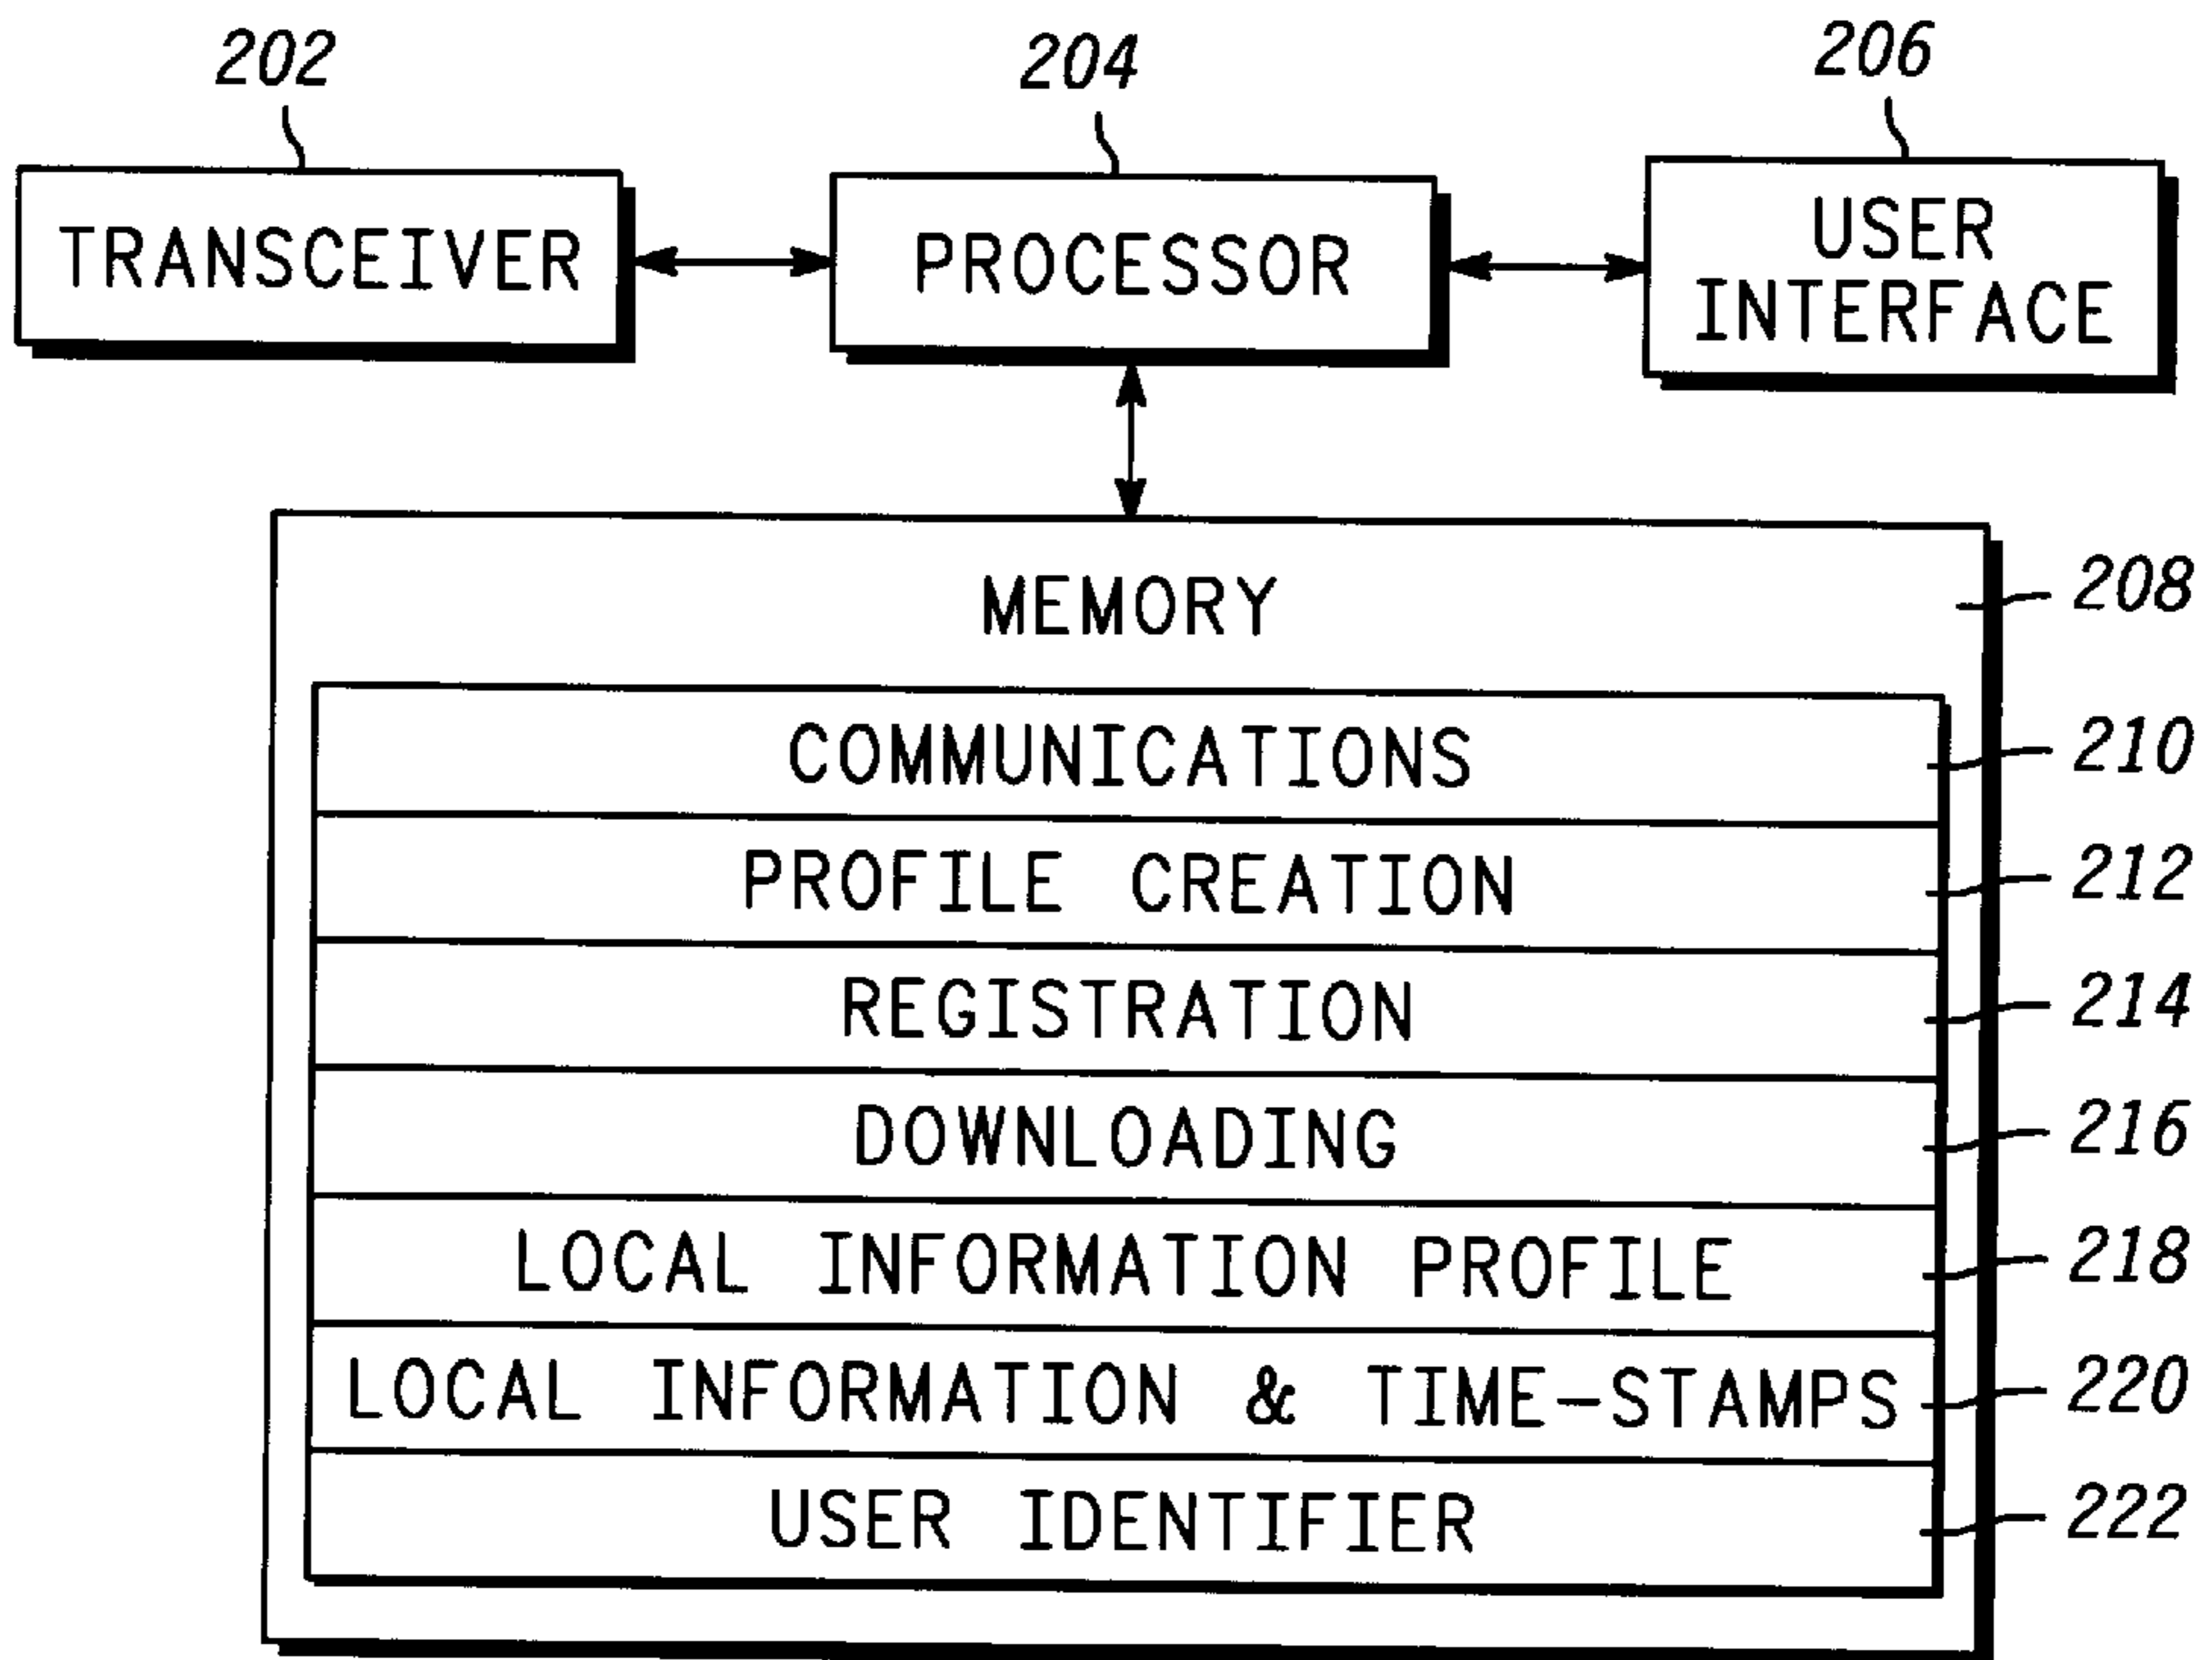 202
204
206
TRANSCEIVER
PROCESSOR
USER
INTERFACE
MEMORY
208
COMMUNICATIONS
210
PROFILE CREATION
212
REGISTRATION
214
DOWNLOADING
216
LOCAL INFORMATION PROFILE
218
LOCAL INFORMATION & TIME-STAMPS
220
USER IDENTIFIER
222